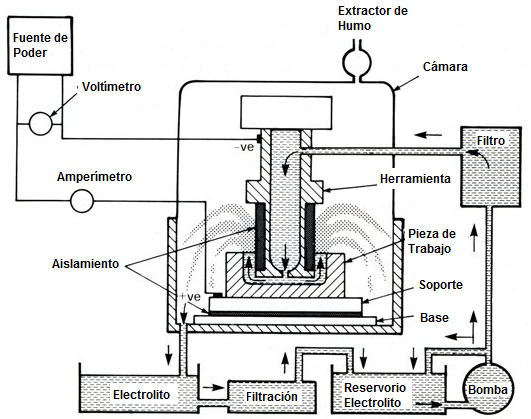 Extractor de
Humo
Fuente de
Poder
Cámara
Voltímetro
Filtro
-ve
Amperímetro
Herramienta
Pieza de
Trabajo
Aislamiento
Soporte
+ve
Base
Electrolito
Filtración
Reservorio
Electrolito
Bomba